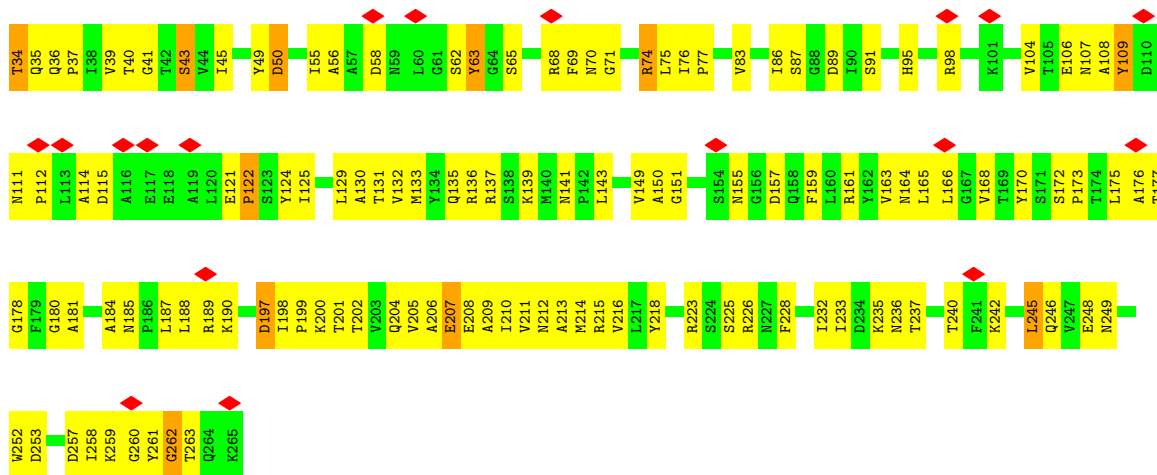 T34 Q35 Q36 P37 I38 V39 T40 G41 T42 S43 V44 I45 Y49 D50 I55 A56 A57 D58 N59 L60 G61 S62 Y63 G64 S65 R68 F69 N70 G71 R74 L75 I76 P77 V83 I86 S87 G88 D89 I90 S91 H95 R98 K101 V104 T105 E106 N107 A108 Y109 D110
N111 P112 L113 A114 D115 A116 E117 E118 A119 L120 E121 P122 S123 Y124 I125 L129 A130 T131 V132 M133 Y134 Q135 R136 R137 S138 K139 M140 N141 P142 L143 V149 A150 G151 S154 N155 G156 D157 Q158 F159 L160 R161 Y162 V163 N164 L165 L166 G167 V168 T169 Y170 S171 S172 P173 T174 L175 A176 T177
G178 F179 G180 A181 A184 N185 P186 L187 L188 R189 K190 D197 I198 P199 K200 T201 T202 V203 Q204 V205 A206 E207 E208 A209 I210 V211 N212 A213 M214 R215 V216 L217 Y218 R223 S224 S225 R226 N227 F228 I232 I233 D234 K235 N236 T237 T240 F241 K242 L245 Q246 V247 E248 N249
W252 D253 D257 I258 K259 G260 Y261 G262 T263 Q264 K265